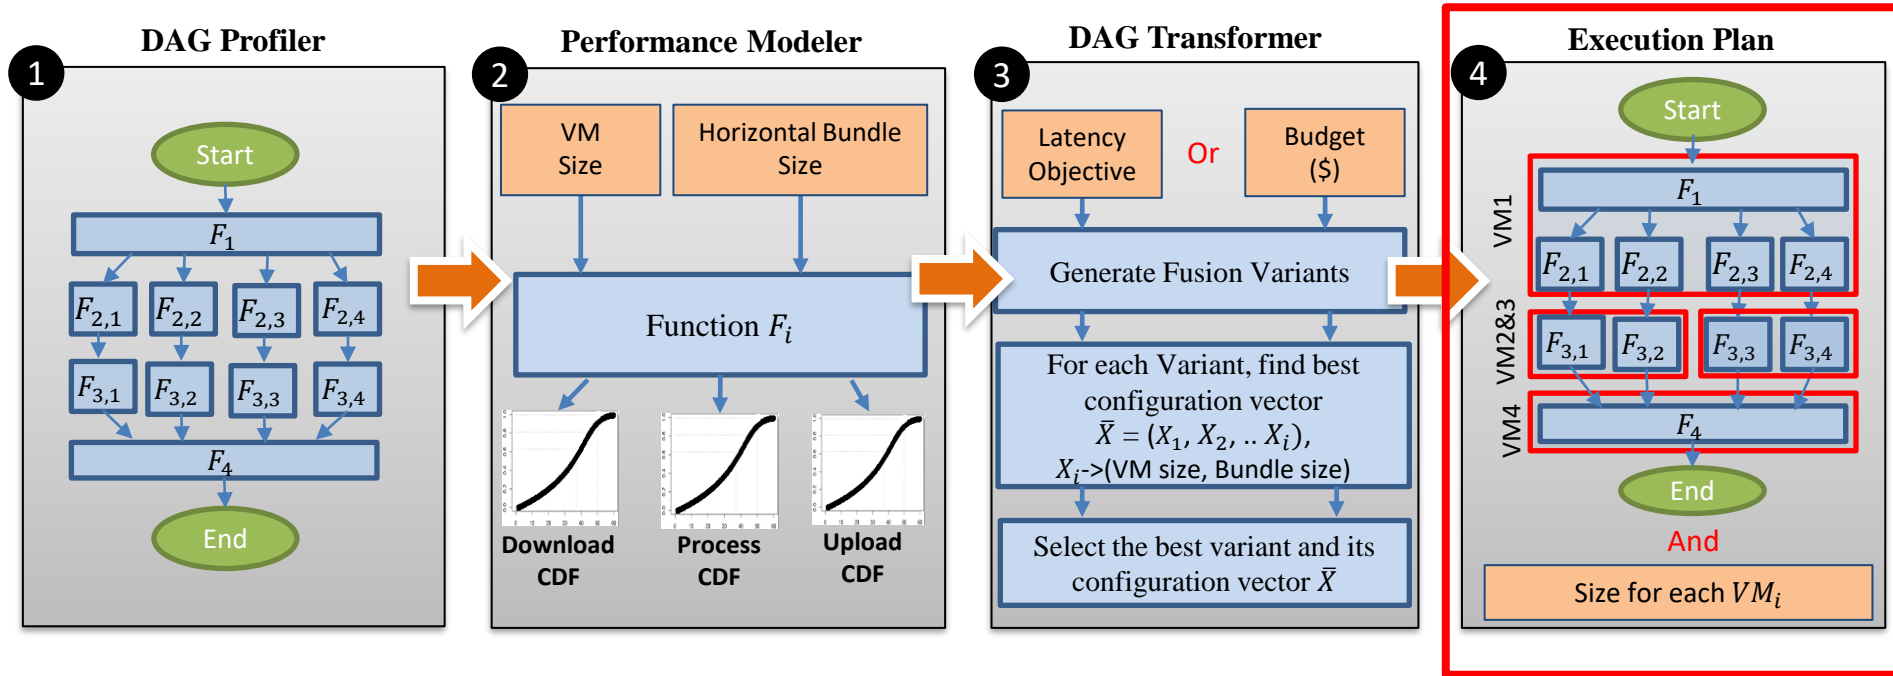 DAG Profiler
1
Start
F1
F2,1 F2,2 F2,3 F2,4
F3,1 F3,2 F3,3 F3,4
F4
End
Performance Modeler
2
VM
Size
Horizontal Bundle
Size
Function Fi
Download
CDF
Process
CDF
Upload
CDF
DAG Transformer
3
Latency
Objective
Or
Budget
($)
Generate Fusion Variants
For each Variant, find best
configuration vector
X̄ = (X1, X2, .. Xi),
Xi->(VM size, Bundle size)
Select the best variant and its
configuration vector X̄
Execution Plan
4
Start
VM1
F1
F2,1 F2,2 F2,3 F2,4
VM2&3
F3,1 F3,2 F3,3 F3,4
VM4
F4
End
And
Size for each VMi